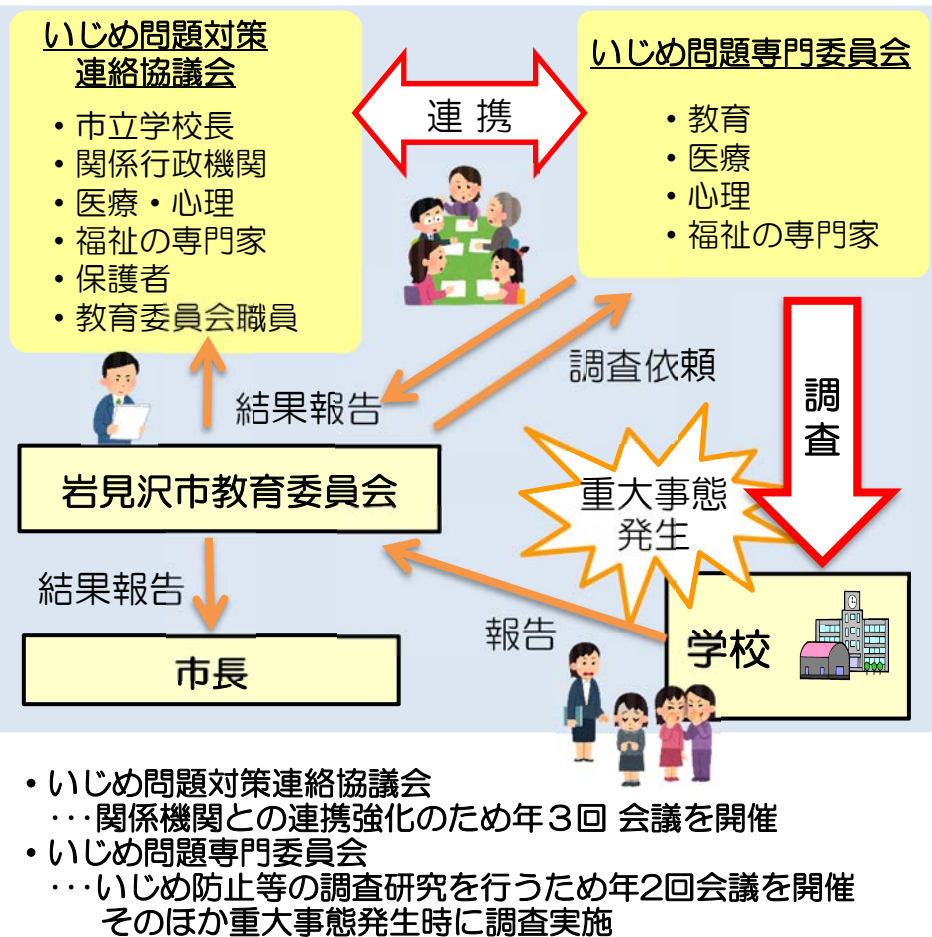 いじめ問題対策
連絡協議会
・市立学校長
・関係行政機関
・医療・心理
・福祉の専門家
・保護者
・教育委員会職員
連 携
いじめ問題専門委員会
・教育
・医療
・心理
・福祉の専門家
調査依頼
結果報告
調
査
岩見沢市教育委員会
重大事態
発生
結果報告
報告
市長
学校
・いじめ問題対策連絡協議会
…関係機関との連携強化のため年３回 会議を開催
・いじめ問題専門委員会
…いじめ防止等の調査研究を行うため年2回会議を開催
そのほか重大事態発生時に調査実施